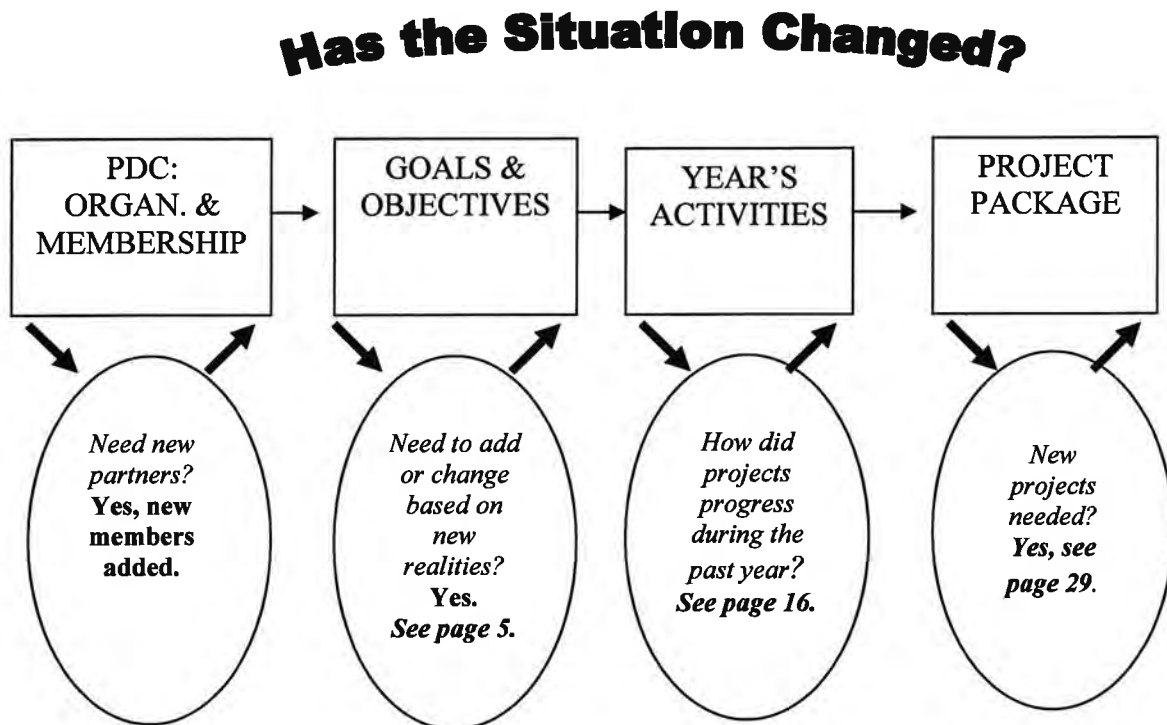 Has the Situation Changed?
PDC:
ORGAN. &
MEMBERSHIP
GOALS &
OBJECTIVES
YEAR'S
ACTIVITIES
PROJECT
PACKAGE
Need new
partners?
Yes, new
members
added.
Need to add
or change
based on
new
realities?
Yes.
See page 5.
How did
projects
progress
during the
past year?
See page 16.
New
projects
needed?
Yes, see
page 29.